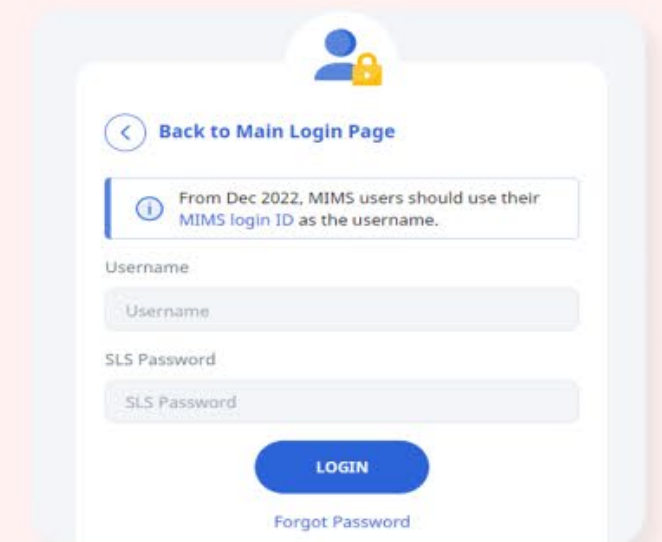 Back to Main Login Page
From Dec 2022, MIMS users should use their
MIMS login ID as the username.
Username
Username
SLS Password
SLS Password
LOGIN
Forgot Password